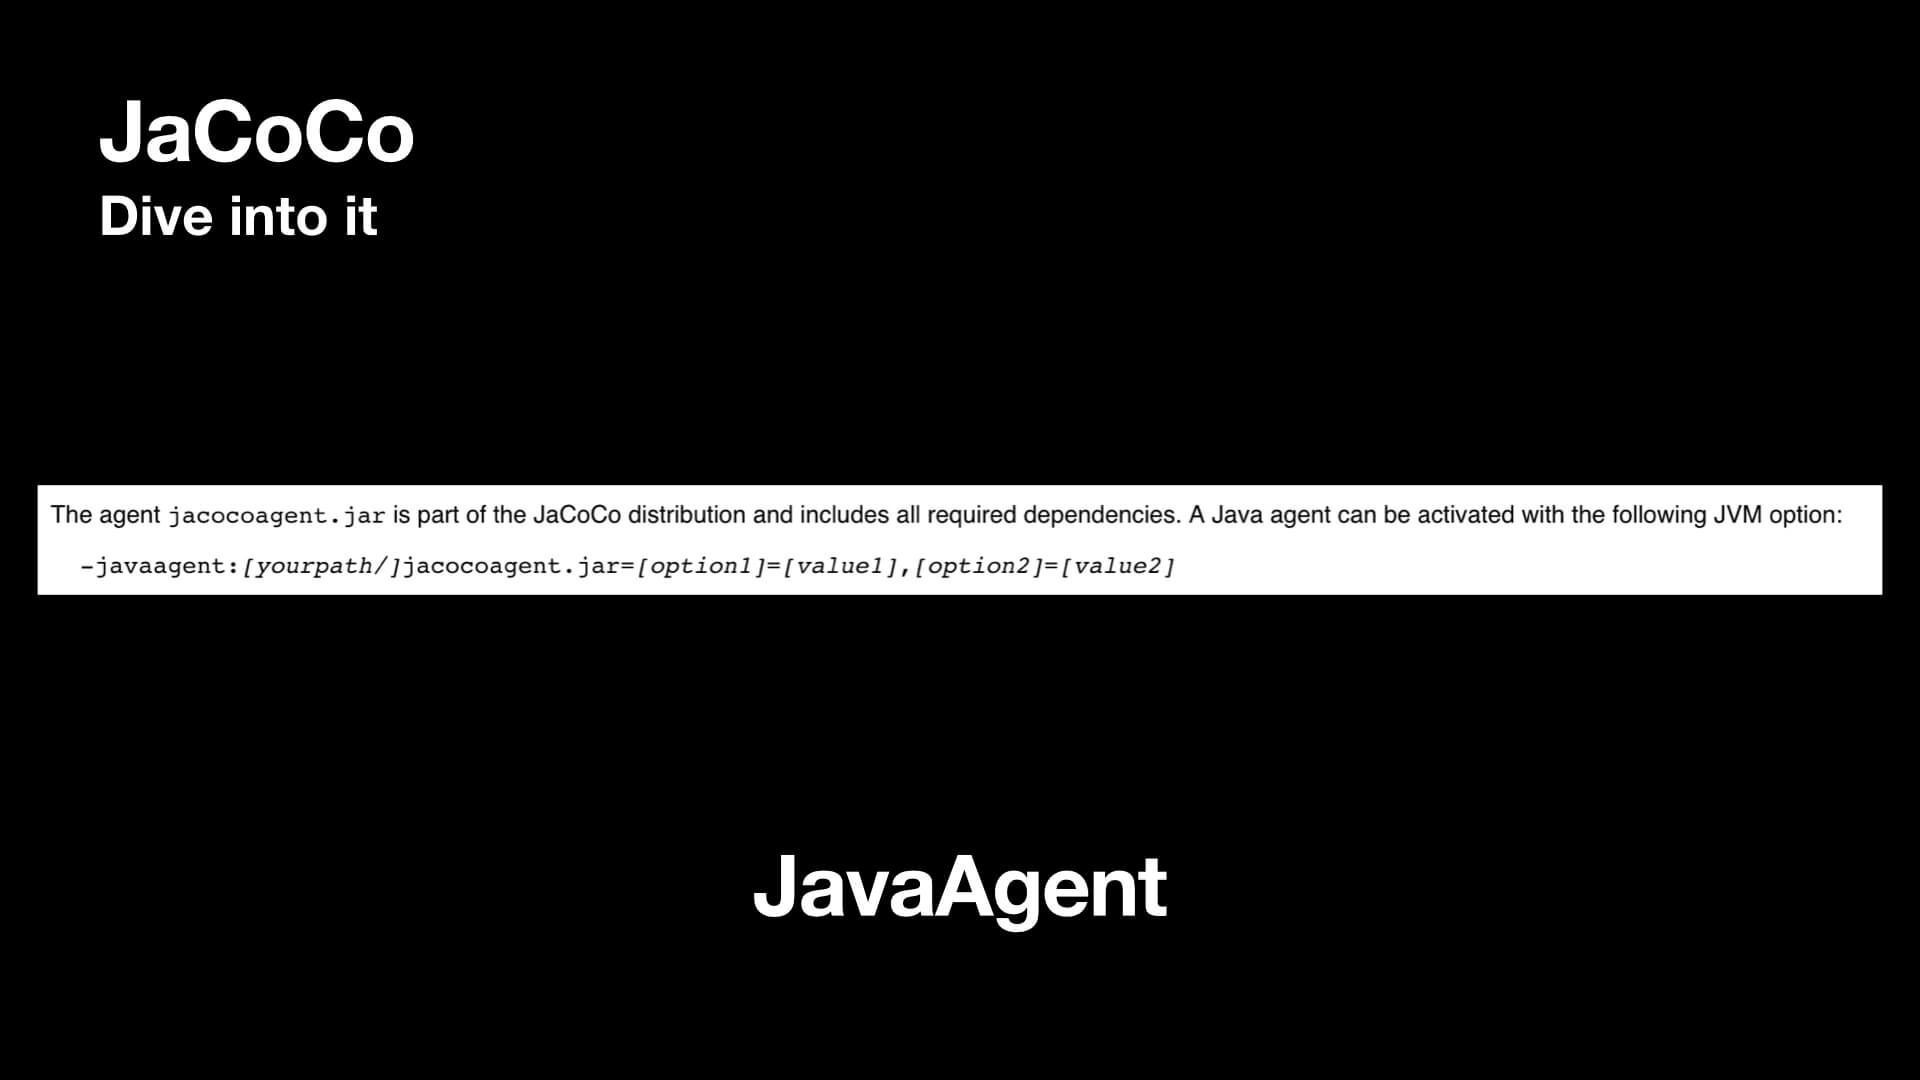 JaCoCo
Dive into it
The agent jacocoagent.jar is part of the JaCoCo distribution and includes all required dependencies. A Java agent can be activated with the following JVM option:
-javaagent:[yourpath/]jacocoagent.jar=[option1]=[value1],[option2]=[value2]
JavaAgent